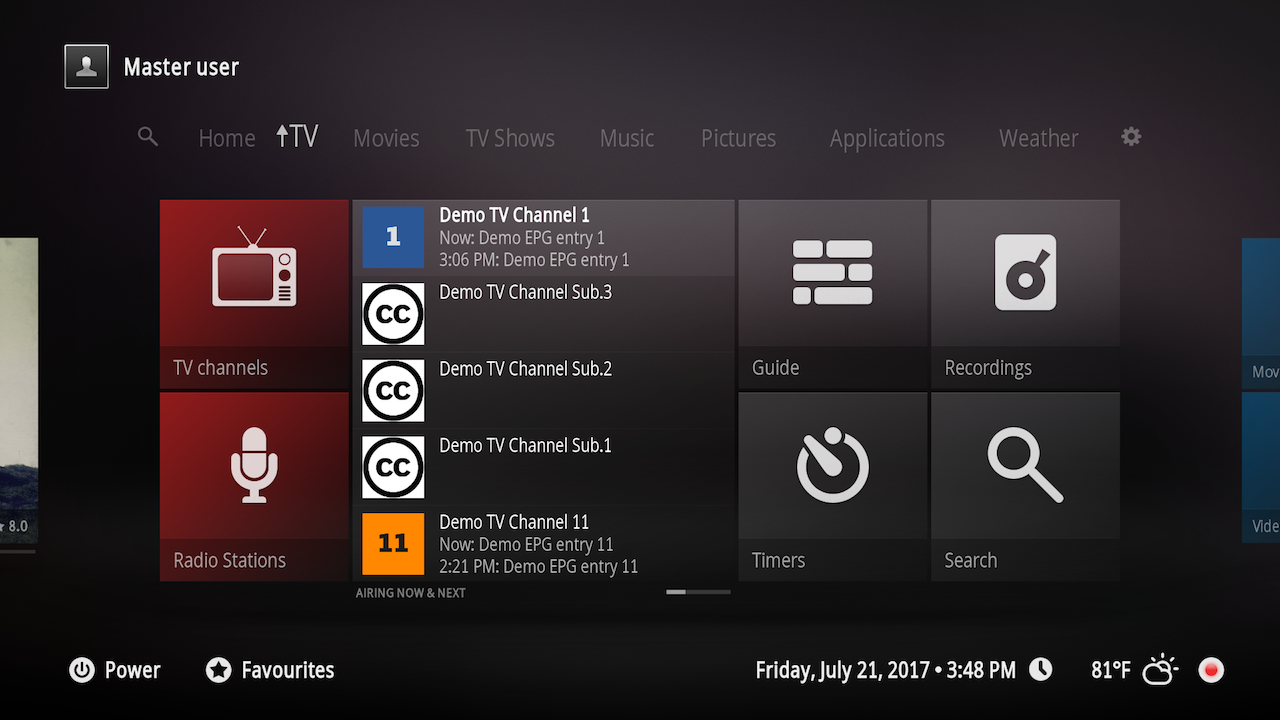 Master user
Home TV Movies TV Shows Music Pictures Applications Weather
1
Demo TV Channel 1
Now: Demo EPG entry 1
3:06 PM: Demo EPG entry 1
CC
Demo TV Channel Sub.3
CC
Demo TV Channel Sub.2
CC
Demo TV Channel Sub.1
11
Demo TV Channel 11
Now: Demo EPG entry 11
2:21 PM: Demo EPG entry 11
AIRING NOW & NEXT
TV channels
Radio Stations
Guide
Recordings
Timers
Search
8.0
Mov
Vide
Power
Favourites
Friday, July 21, 2017 • 3:48 PM
81°F